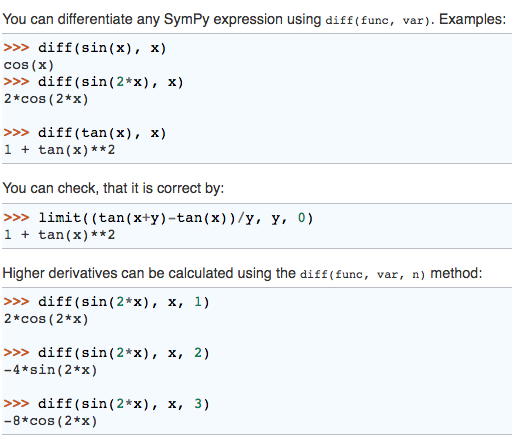 You can differentiate any SymPy expression using diff(func, var). Examples:
>>> diff(sin(x), x)
cos(x)
>>> diff(sin(2*x), x)
2*cos(2*x)
>>> diff(tan(x), x)
1 + tan(x)**2
You can check, that it is correct by:
>>> limit((tan(x+y)-tan(x))/y, y, 0)
1 + tan(x)**2
Higher derivatives can be calculated using the diff(func, var, n) method:
>>> diff(sin(2*x), x, 1)
2*cos(2*x)
>>> diff(sin(2*x), x, 2)
-4*sin(2*x)
>>> diff(sin(2*x), x, 3)
-8*cos(2*x)